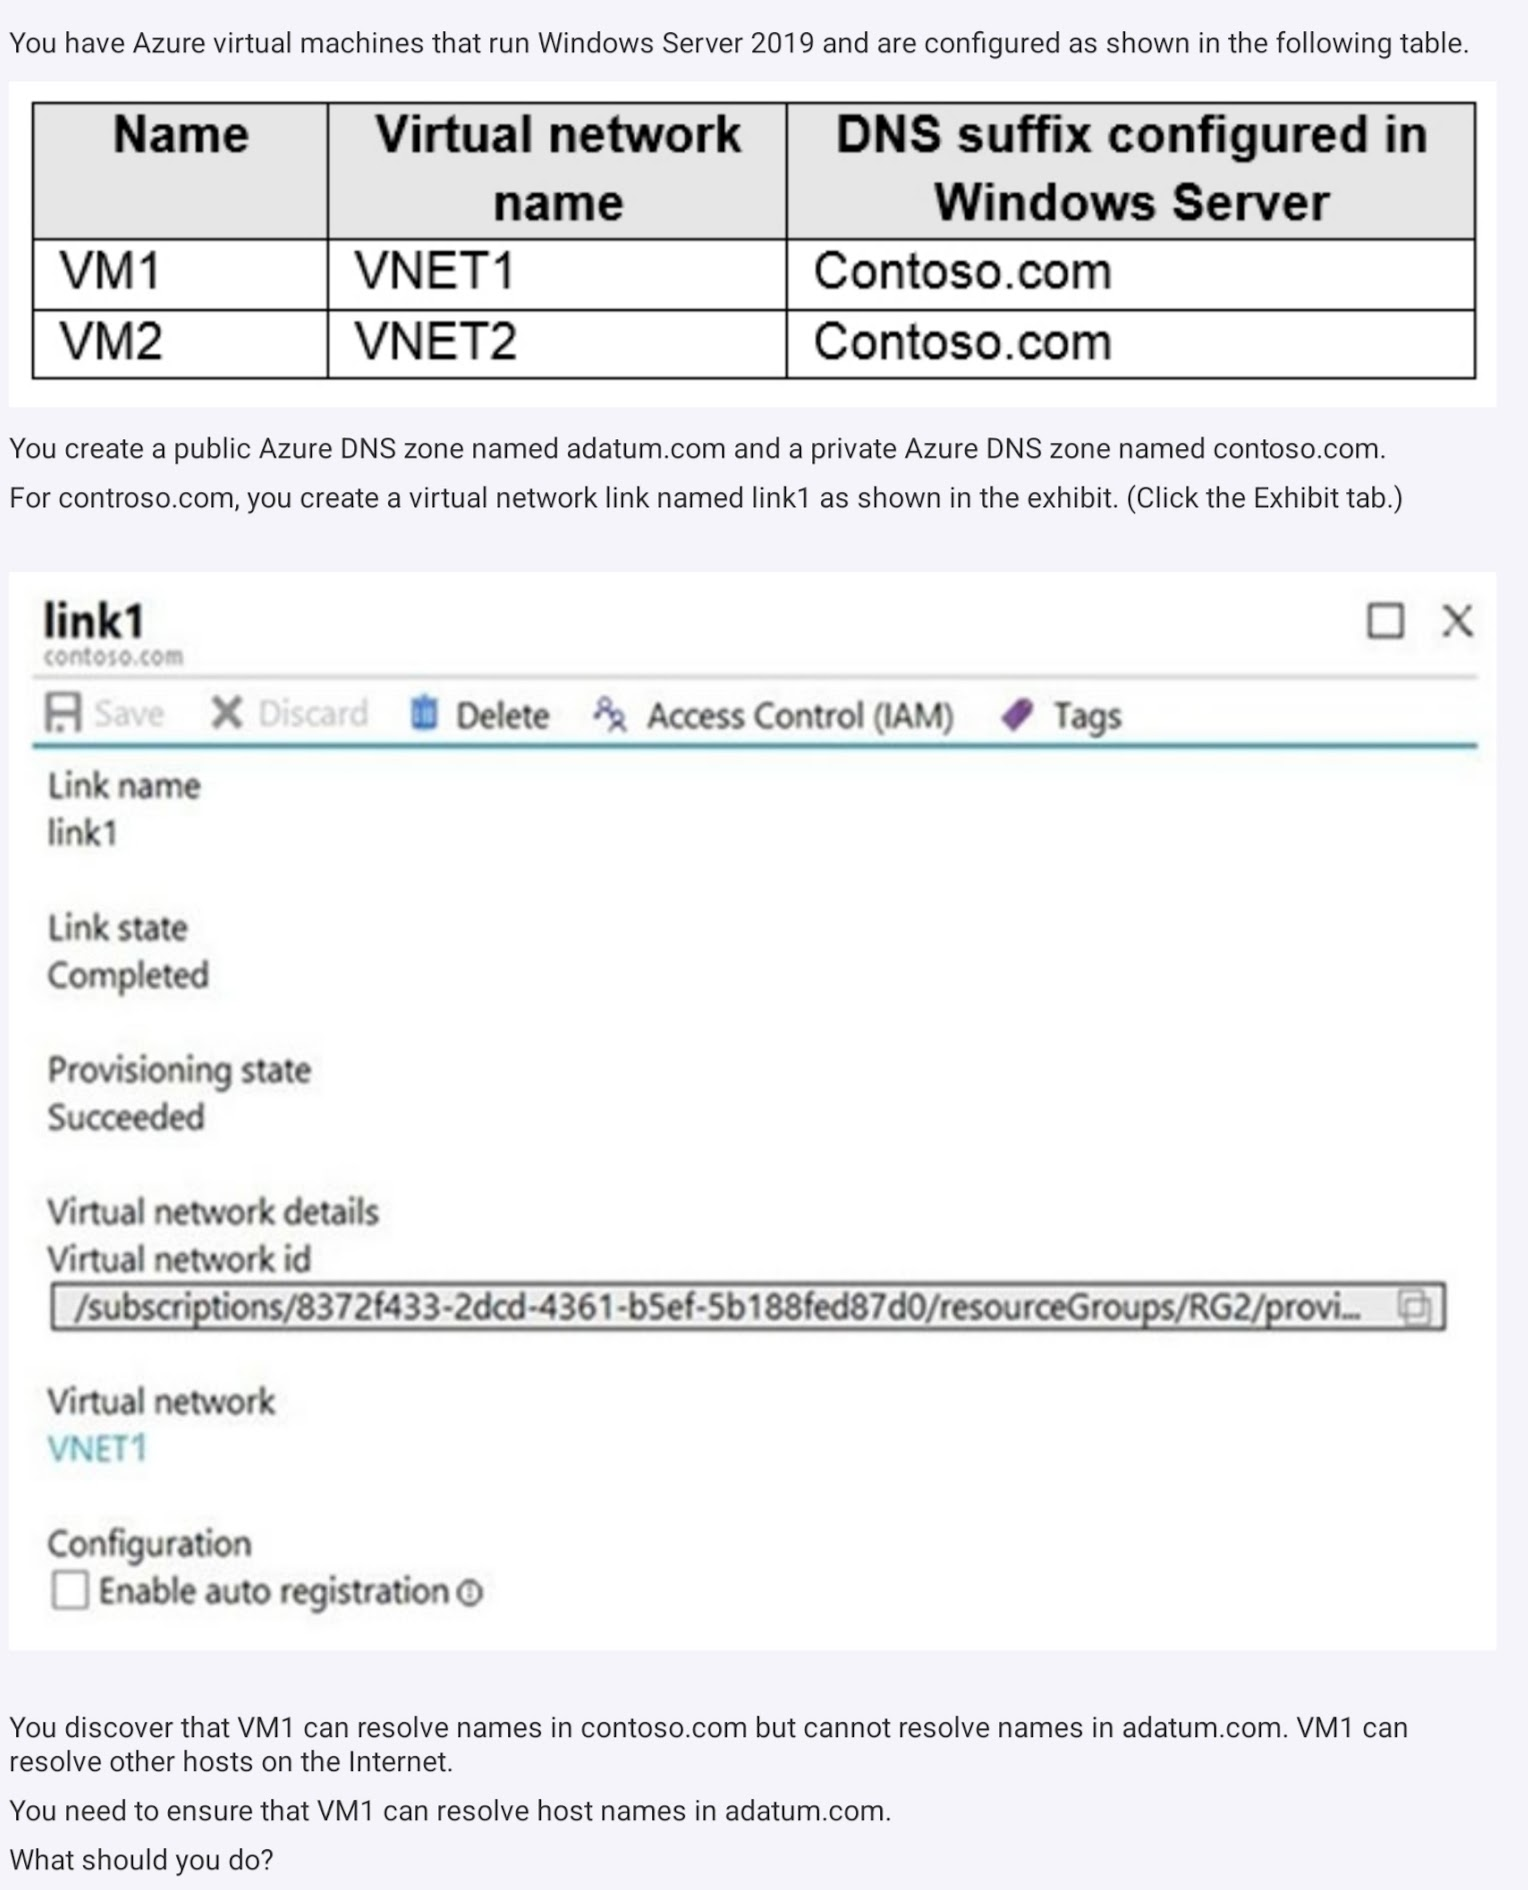 You have Azure virtual machines that run Windows Server 2019 and are configured as shown in the following table.
Name
Virtual network name
DNS suffix configured in Windows Server
VM1 VNET1 Contoso.com
VM2 VNET2 Contoso.com
You create a public Azure DNS zone named adatum.com and a private Azure DNS zone named contoso.com.
For controso.com, you create a virtual network link named link1 as shown in the exhibit. (Click the Exhibit tab.)
link1
contoso.com
Save Discard Delete Access Control (IAM) Tags
Link name
link1
Link state
Completed
Provisioning state
Succeeded
Virtual network details
Virtual network id
/subscriptions/8372f433-2dcd-4361-b5ef-5b188fed87d0/resourceGroups/RG2/provi...
Virtual network
VNET1
Configuration
Enable auto registration
You discover that VM1 can resolve names in contoso.com but cannot resolve names in adatum.com. VM1 can
resolve other hosts on the Internet.
You need to ensure that VM1 can resolve host names in adatum.com.
What should you do?